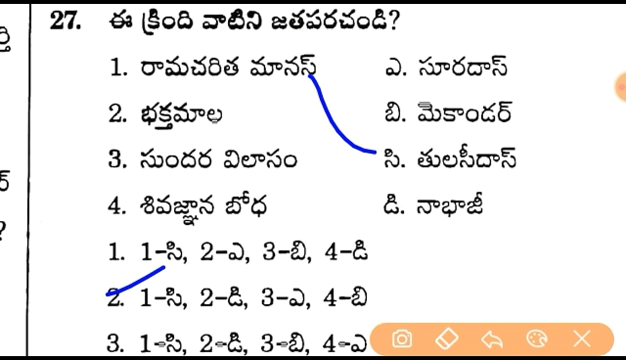 27. ఈ క్రింది వాటిని జతపరచండి?
1. రామచరిత మానస్ ఎ. సూరదాస్
2. భక్తమాల బి. మెకాండర్
3. సుందర విలాసం సి. తులసీదాస్
4. శివజ్ఞాన బోధ డి. నాభాజీ
1. 1-సి, 2-ఎ, 3-బి, 4-డి
2. 1-సి, 2-డి, 3-ఎ, 4-బి
3. 1-సి, 2-డి, 3-బి, 4-ఎ